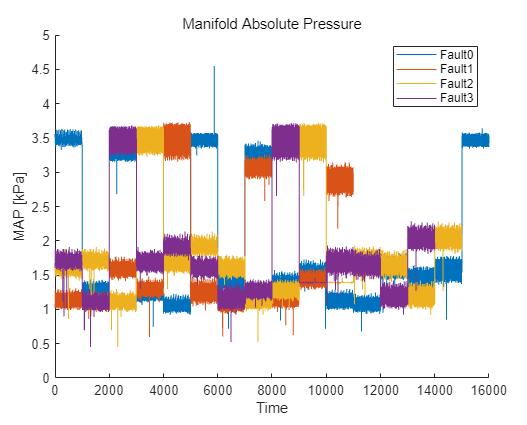 Manifold Absolute Pressure
5
4.5
4
3.5
3
2.5
2
1.5
1
0.5
0
MAP [kPa]
Fault0
Fault1
Fault2
Fault3
0 2000 4000 6000 8000 10000 12000 14000 16000
Time